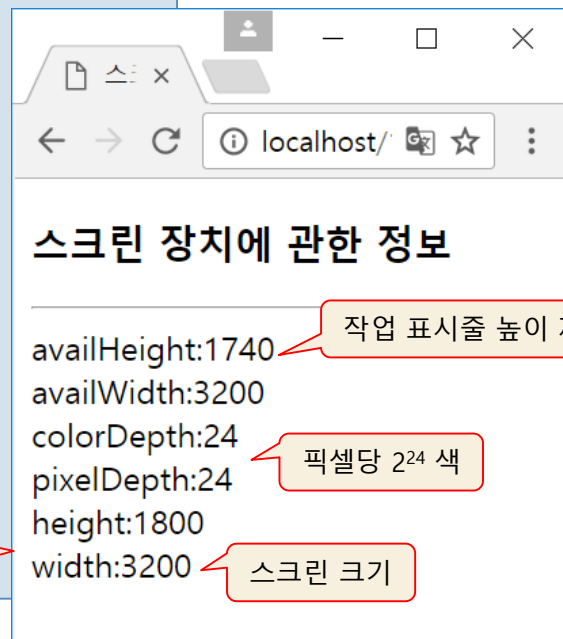 스크
localhost/
스크린 장치에 관한 정보
availHeight:1740
작업 표시줄 높이
availWidth:3200
colorDepth:24
픽셀당 2²⁴ 색
pixelDepth:24
height:1800
width:3200
스크린 크기